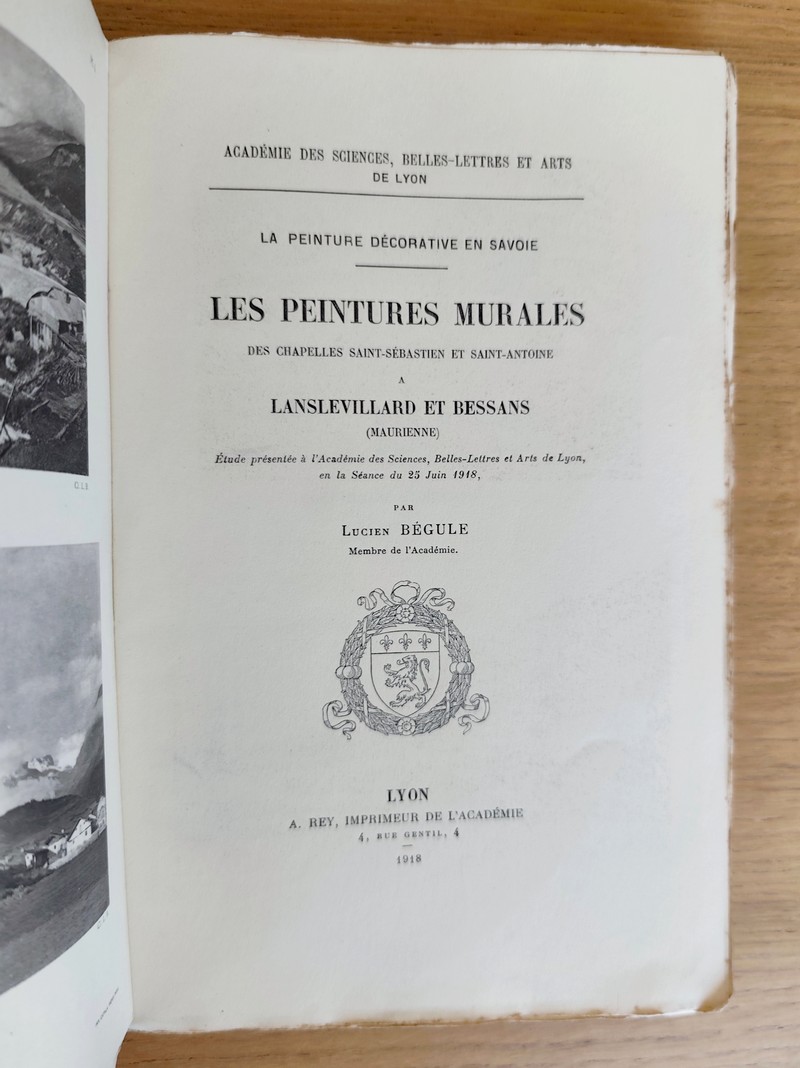 ACADÉMIE DES SCIENCES, BELLES-LETTRES ET ARTS
DE LYON
LA PEINTURE DÉCORATIVE EN SAVOIE
LES PEINTURES MURALES
DES CHAPELLES SAINT-SÉBASTIEN ET SAINT-ANTOINE
A
LANSLEVILLARD ET BESSANS
(MAURIENNE)
Étude présentée à l'Académie des Sciences, Belles-Lettres et Arts de Lyon,
en la Séance du 25 Juin 1918,
PAR
LUCIEN BÉGULE
Membre de l'Académie.
LYON
A. REY, IMPRIMEUR DE L'ACADÉMIE
4, RUE GENTIL, 4
1918